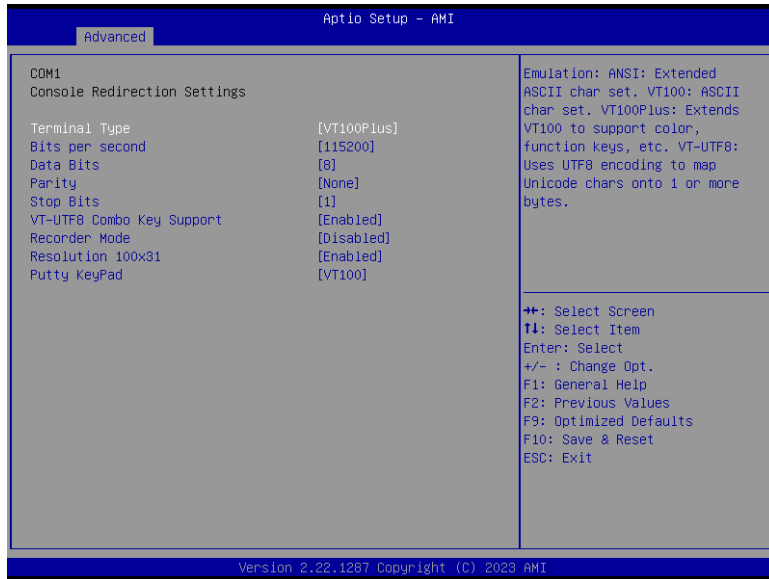 Aptio Setup – AMI
Advanced
COM1
Console Redirection Settings
Terminal Type [VT100Plus]
Bits per second [115200]
Data Bits [8]
Parity [None]
Stop Bits [1]
VT-UTF8 Combo Key Support [Enabled]
Recorder Mode [Disabled]
Resolution 100x31 [Enabled]
Putty KeyPad [VT100]
Emulation: ANSI: Extended
ASCII char set. VT100: ASCII
char set. VT100Plus: Extends
VT100 to support color,
function keys, etc. VT-UTF8:
Uses UTF8 encoding to map
Unicode chars onto 1 or more
bytes.
→←: Select Screen
↑↓: Select Item
Enter: Select
+/- : Change Opt.
F1: General Help
F2: Previous Values
F9: Optimized Defaults
F10: Save & Reset
ESC: Exit
Version 2.22.1287 Copyright (C) 2023 AMI